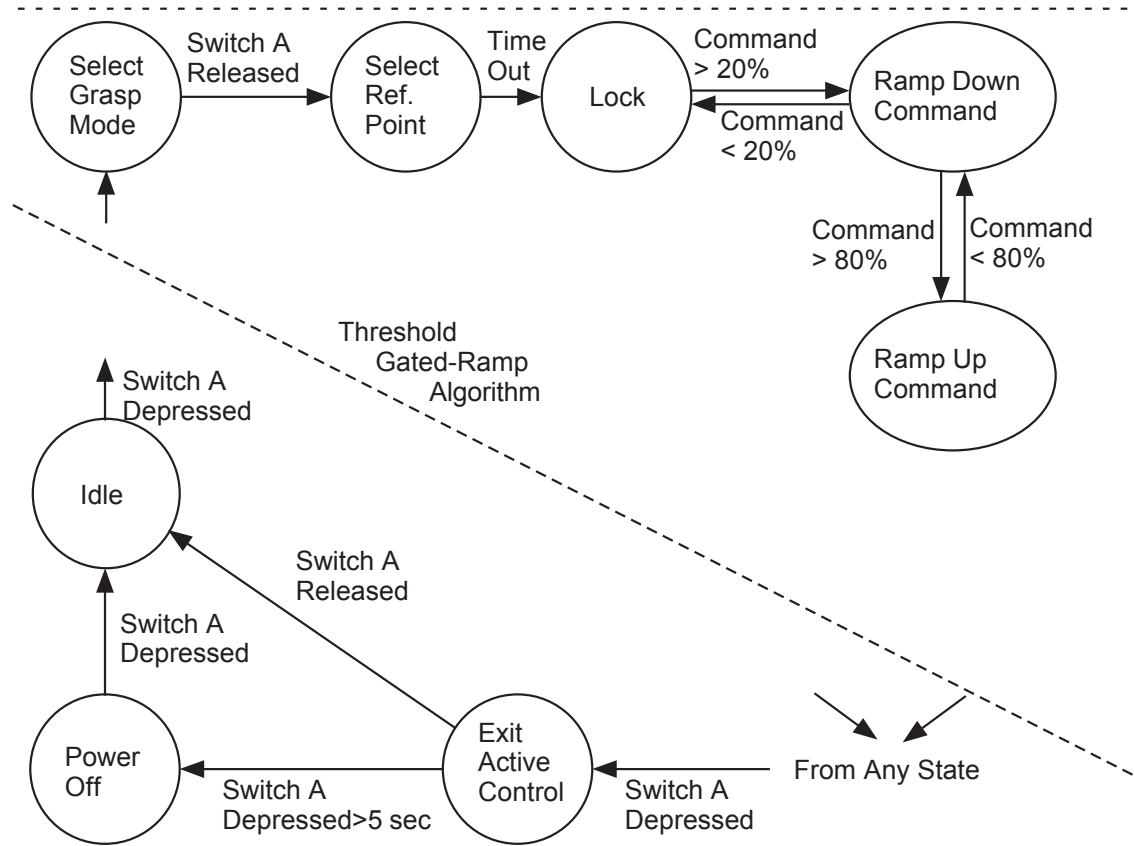 Select
Grasp
Mode
Switch A
Released
Select
Ref.
Point
Time
Out
Lock
Command
> 20%
Command
< 20%
Ramp Down
Command
Command
> 80%
Command
< 80%
Ramp Up
Command
Threshold
Gated-Ramp
Algorithm
Switch A
Depressed
Idle
Switch A
Released
Switch A
Depressed
Power
Off
Switch A
Depressed>5 sec
Exit
Active
Control
Switch A
Depressed
From Any State